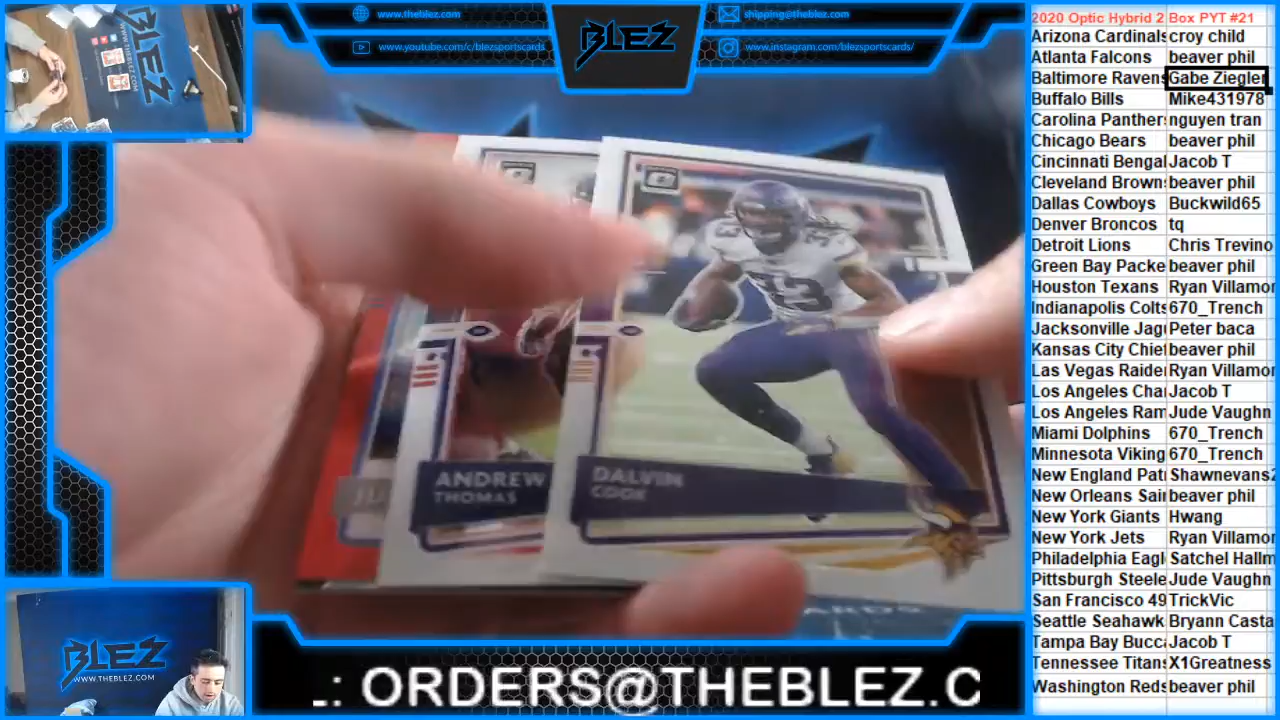 www.theblez.com
shipping@theblez.com
www.youtube.com/c/blezsportscards
www.instagram.com/blezsportscards/
BLEZ
2020 Optic Hybrid 2 Box PYT #21
Arizona Cardinals croy child
Atlanta Falcons beaver phil
Baltimore Ravens Gabe Ziegler
Buffalo Bills Mike431978
Carolina Panthers nguyen tran
Chicago Bears beaver phil
Cincinnati Bengal Jacob T
Cleveland Browns beaver phil
Dallas Cowboys Buckwild65
Denver Broncos tq
Detroit Lions Chris Trevino
Green Bay Packe beaver phil
Houston Texans Ryan Villamor
Indianapolis Colts 670_Trench
Jacksonville Jagu Peter baca
Kansas City Chief beaver phil
Las Vegas Raide Ryan Villamor
Los Angeles Cha Jacob T
Los Angeles Ram Jude Vaughn
Miami Dolphins 670_Trench
Minnesota Viking 670_Trench
New England Pat Shawnevans2
New Orleans Sai beaver phil
New York Giants Hwang
New York Jets Ryan Villamor
Philadelphia Eagl Satchel Hallm
Pittsburgh Steele Jude Vaughn
San Francisco 49 TrickVic
Seattle Seahawk Bryann Casta
Tampa Bay Bucc Jacob T
Tennessee Titans X1Greatness
Washington Reds beaver phil
33
ANDREW
THOMAS
DALVIN
COOK
BLEZ
BLEZ
WWW.THEBLEZ.COM
.: ORDERS@THEBLEZ.C